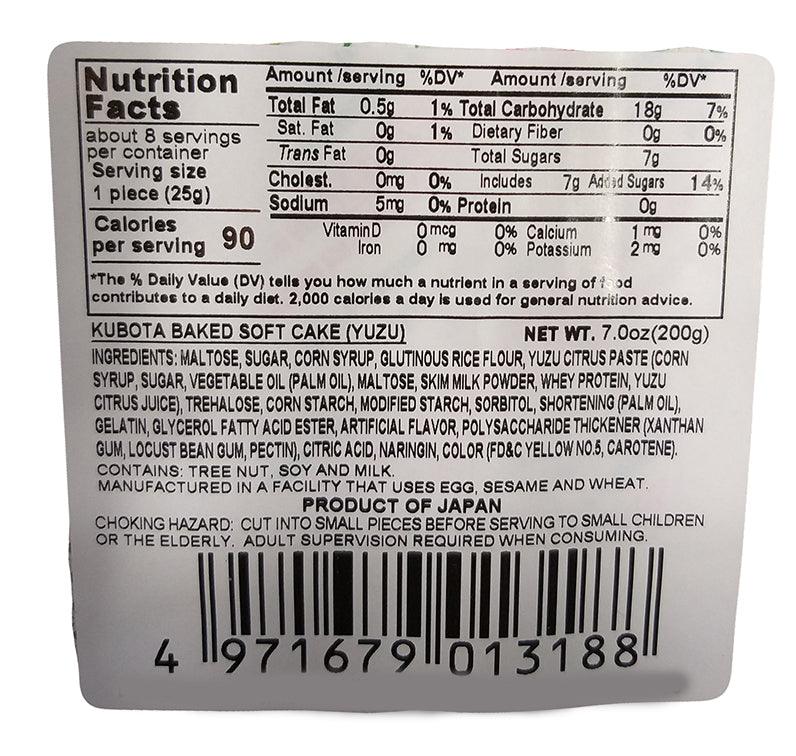 Nutrition Facts
about 8 servings per container
Serving size
1 piece (25g)
Calories per serving 90
Amount /serving %DV* Amount /serving %DV*
Total Fat 0.5g 1% Total Carbohydrate 18g 7%
Sat. Fat 0g 1% Dietary Fiber 0g 0%
Trans Fat 0g Total Sugars 7g
Cholest. 0mg 0% Includes 7g Added Sugars 14%
Sodium 5mg 0% Protein 0g
Vitamin D 0 mcg 0% Calcium 1 mg 0%
Iron 0 mg 0% Potassium 2 mg 0%
*The % Daily Value (DV) tells you how much a nutrient in a serving of food
contributes to a daily diet. 2,000 calories a day is used for general nutrition advice.
KUBOTA BAKED SOFT CAKE (YUZU) NET WT. 7.0oz(200g)
INGREDIENTS: MALTOSE, SUGAR, CORN SYRUP, GLUTINOUS RICE FLOUR, YUZU CITRUS PASTE (CORN
SYRUP, SUGAR, VEGETABLE OIL (PALM OIL), MALTOSE, SKIM MILK POWDER, WHEY PROTEIN, YUZU
CITRUS JUICE), TREHALOSE, CORN STARCH, MODIFIED STARCH, SORBITOL, SHORTENING (PALM OIL),
GELATIN, GLYCEROL FATTY ACID ESTER, ARTIFICIAL FLAVOR, POLYSACCHARIDE THICKENER (XANTHAN
GUM, LOCUST BEAN GUM, PECTIN), CITRIC ACID, NARINGIN, COLOR (FD&C YELLOW NO.5, CAROTENE).
CONTAINS: TREE NUT, SOY AND MILK.
MANUFACTURED IN A FACILITY THAT USES EGG, SESAME AND WHEAT.
PRODUCT OF JAPAN
CHOKING HAZARD: CUT INTO SMALL PIECES BEFORE SERVING TO SMALL CHILDREN
OR THE ELDERLY. ADULT SUPERVISION REQUIRED WHEN CONSUMING.
4 971679 013188